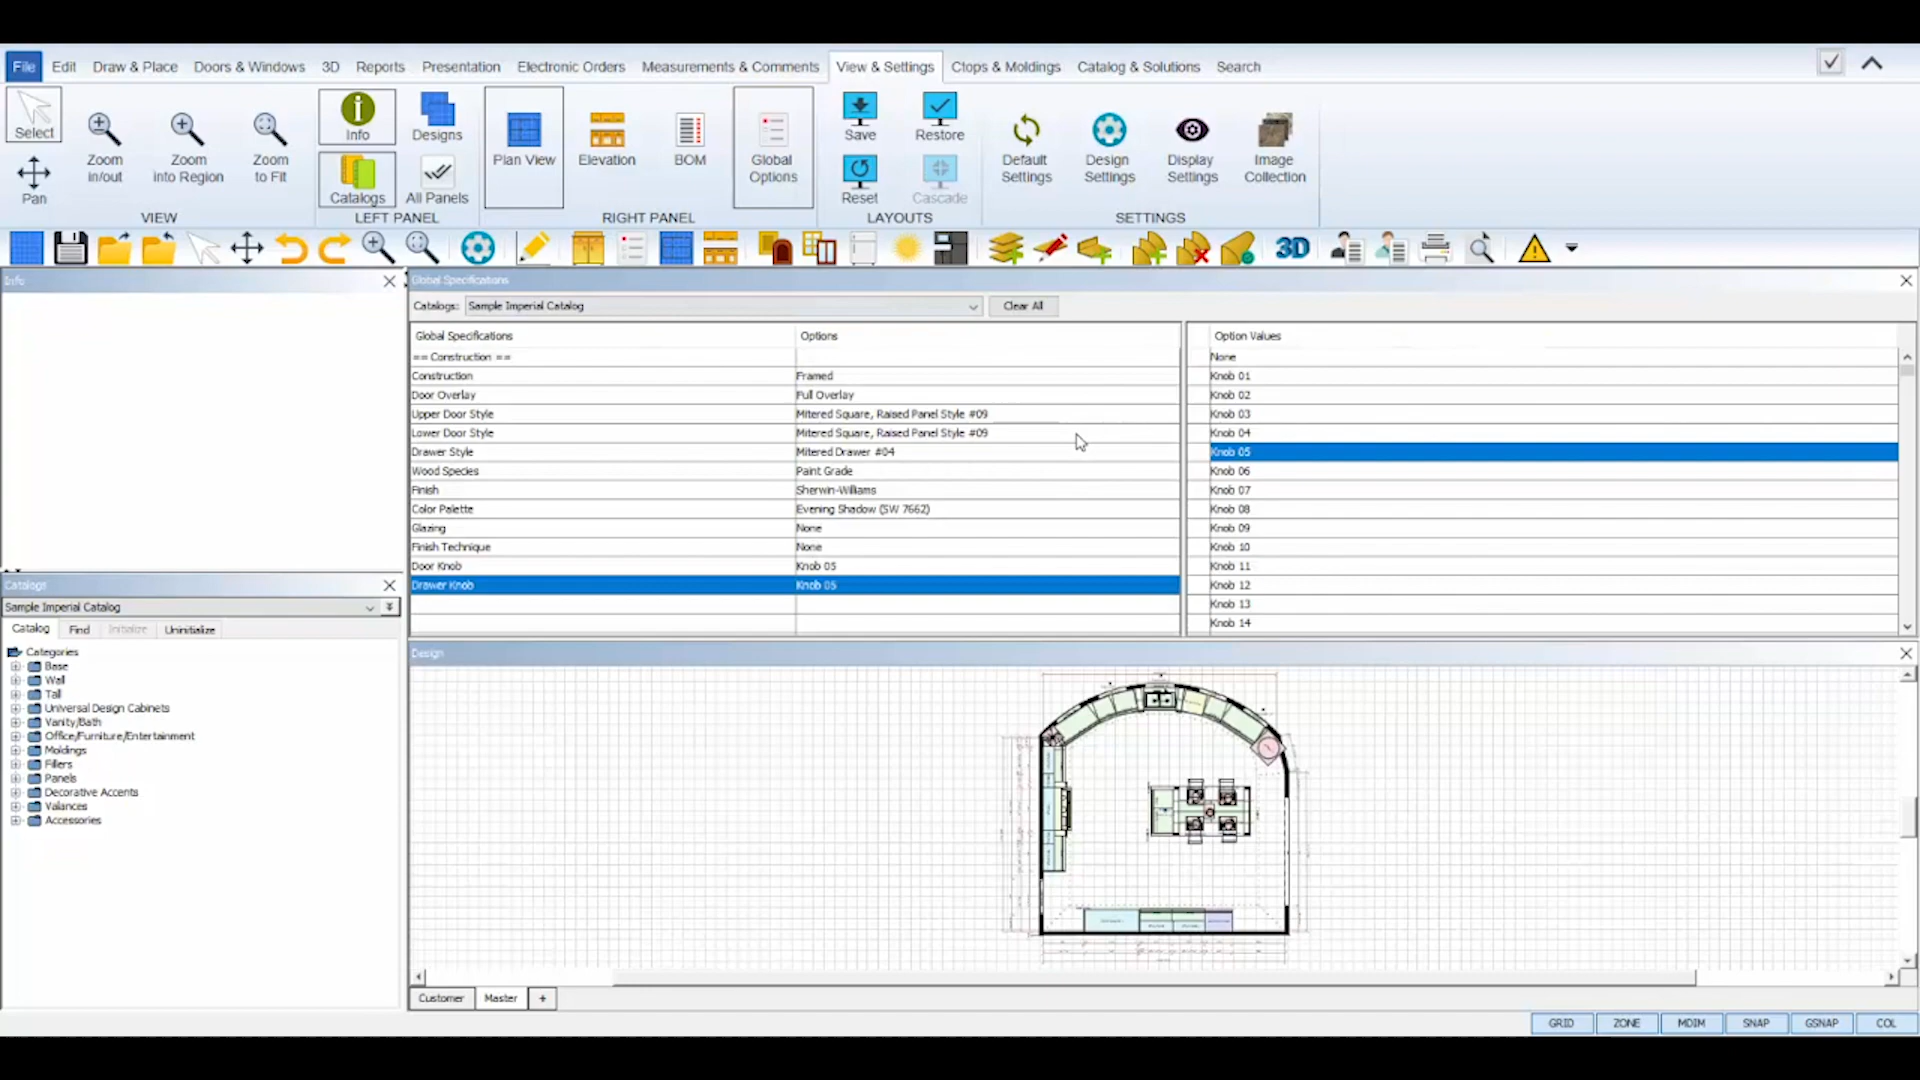 File Edit Draw & Place Doors & Windows 3D Reports Presentation Electronic Orders Measurements & Comments View & Settings Ctops & Moldings Catalog & Solutions Search
Select
Pan
Zoom in/out
Zoom into Region
Zoom to Fit
VIEW
Info
Catalogs
Designs
All Panels
LEFT PANEL
Plan View
Elevation
BOM
Global Options
RIGHT PANEL
Save
Reset
Restore
Cascade
LAYOUTS
Default Settings
Design Settings
Display Settings
Image Collection
SETTINGS
3D
Info
Global Specifications
Catalogs: Sample Imperial Catalog Clear All
Global Specifications Options
== Construction ==
Construction Framed
Door Overlay Full Overlay
Upper Door Style Mitered Square, Raised Panel Style #09
Lower Door Style Mitered Square, Raised Panel Style #09
Drawer Style Mitered Drawer #04
Wood Species Paint Grade
Finish Sherwin-Williams
Color Palette Evening Shadow (SW 7662)
Glazing None
Finish Technique None
Door Knob Knob 05
Drawer Knob Knob 05
Option Values
None
Knob 01
Knob 02
Knob 03
Knob 04
Knob 05
Knob 06
Knob 07
Knob 08
Knob 09
Knob 10
Knob 11
Knob 12
Knob 13
Knob 14
Catalogs
Sample Imperial Catalog
Catalog Find Initialize Uninitialize
Categories
Base
Wall
Tall
Universal Design Cabinets
Vanity/Bath
Office/Furniture/Entertainment
Moldings
Fillers
Panels
Decorative Accents
Valances
Accessories
Design
Customer Master +
GRID ZONE MDIM SNAP GSNAP COL